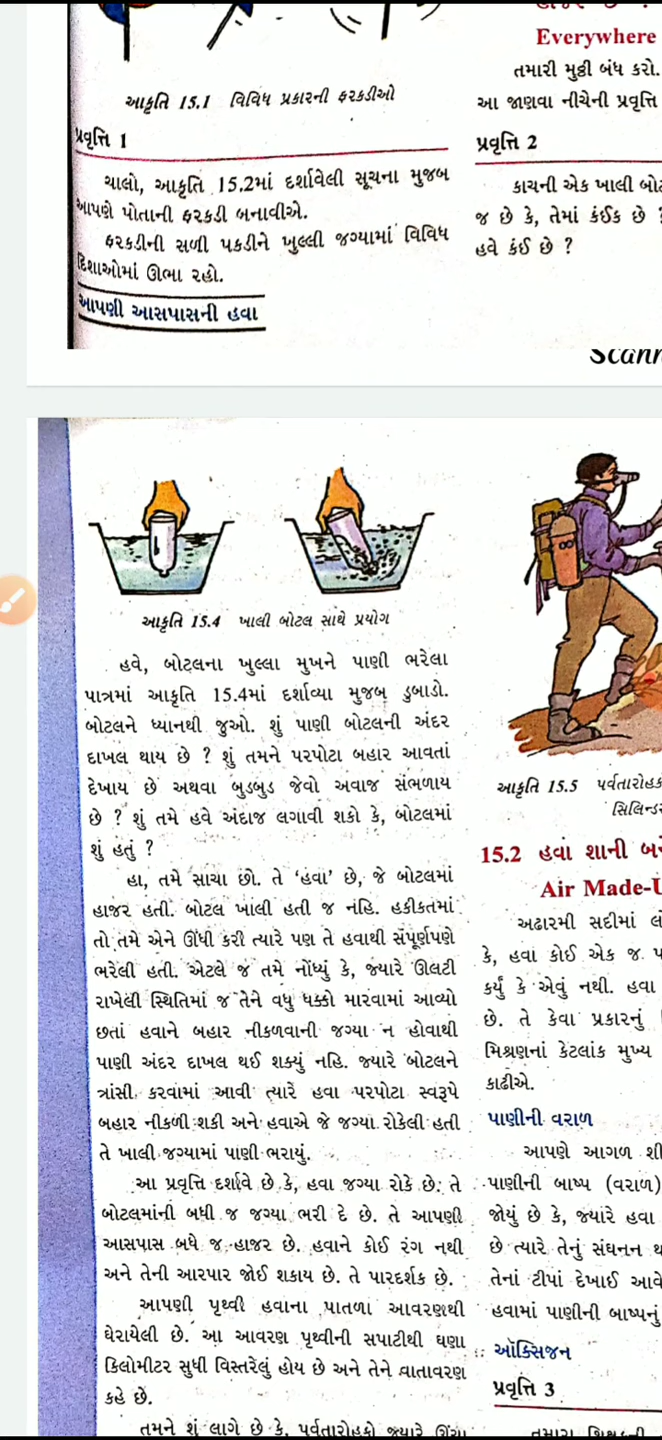 આકૃતિ 15.1 વિવિધ પ્રકારની ફરકડીઓ
પ્રવૃત્તિ 1
ચાલો, આકૃતિ 15.2માં દર્શાવેલી સૂચના મુજબ
આપણે પોતાની ફરકડી બનાવીએ.
ફરકડીની સળી પકડીને ખુલ્લી જગ્યામાં વિવિધ
દિશાઓમાં ઊભા રહો.
આપણી આસપાસની હવા
Everywhere
તમારી મુઠ્ઠી બંધ કરો.
આ જાણવા નીચેની પ્રવૃત્તિ
પ્રવૃત્તિ 2
કાચની એક ખાલી
જ છે કે, તેમાં કંઈક છે ?
હવે કંઈ છે ?
આકૃતિ 15.4 ખાલી બોટલ સાથે પ્રયોગ
હવે, બોટલના ખુલ્લા મુખને પાણી ભરેલા
પાત્રમાં આકૃતિ 15.4માં દર્શાવ્યા મુજબ ડુબાડો.
બોટલને ધ્યાનથી જુઓ. શું પાણી બોટલની અંદર
દાખલ થાય છે ? શું તમને પરપોટા બહાર આવતાં
દેખાય છે અથવા બુડબુડ જેવો અવાજ સંભળાય
છે ? શું તમે હવે અંદાજ લગાવી શકો કે, બોટલમાં
શું હતું ?
હા, તમે સાચા છો. તે ‘હવા’ છે, જે બોટલમાં
હાજર હતી. બોટલ ખાલી હતી જ નહિ. હકીકતમાં
તો તમે એને ઊંધી કરી ત્યારે પણ તે હવાથી સંપૂર્ણપણે
ભરેલી હતી. એટલે જ તમે નોંધ્યું કે, જ્યારે ઊલટી
રાખેલી સ્થિતિમાં જ તેને વધુ ધક્કો મારવામાં આવ્યો
છતાં હવાને બહાર નીકળવાની જગ્યા ન હોવાથી
પાણી અંદર દાખલ થઈ શક્યું નહિ. જ્યારે બોટલને
ત્રાંસી કરવામાં આવી ત્યારે હવા પરપોટા સ્વરૂપે
બહાર નીકળી શકી અને હવાએ જે જગ્યા રોકેલી હતી
તે ખાલી જગ્યામાં પાણી ભરાયું.
આ પ્રવૃત્તિ દર્શાવે છે કે, હવા જગ્યા રોકે છે. તે
બોટલમાંની બધી જ જગ્યા ભરી દે છે. તે આપણી
આસપાસ બધે જ હાજર છે. હવાને કોઈ રંગ નથી
અને તેની આરપાર જોઈ શકાય છે. તે પારદર્શક છે.
આપણી પૃથ્વી હવાના પાતળા આવરણથી
ઘેરાયેલી છે. આ આવરણ પૃથ્વીની સપાટીથી ઘણા
કિલોમીટર સુધી વિસ્તરેલું હોય છે અને તેને વાતાવરણ
કહે છે.
તમને શું લાગે છે કે, પર્વતારોહકો જ્યારે ઊંચા
આકૃતિ 15.5 પર્વતારોહક
15.2 હવા શાની
Air Made-U
અઢારમી સદીમાં
કે, હવા કોઈ એક જ
કર્યું કે એવું નથી. હવા
છે. તે કેવા પ્રકારનું
મિશ્રણનાં કેટલાંક મુખ્ય
કાઢીએ.
પાણીની વરાળ
આપણે આગળ શી
પાણીની બાષ્પ (વરાળ)
જોયું છે કે, જ્યારે હવા
છે ત્યારે તેનું સંઘનન
તેનાં ટીપાં દેખાઈ આવે
હવામાં પાણીની બાષ્પનું
ઑક્સિજન
પ્રવૃત્તિ 3